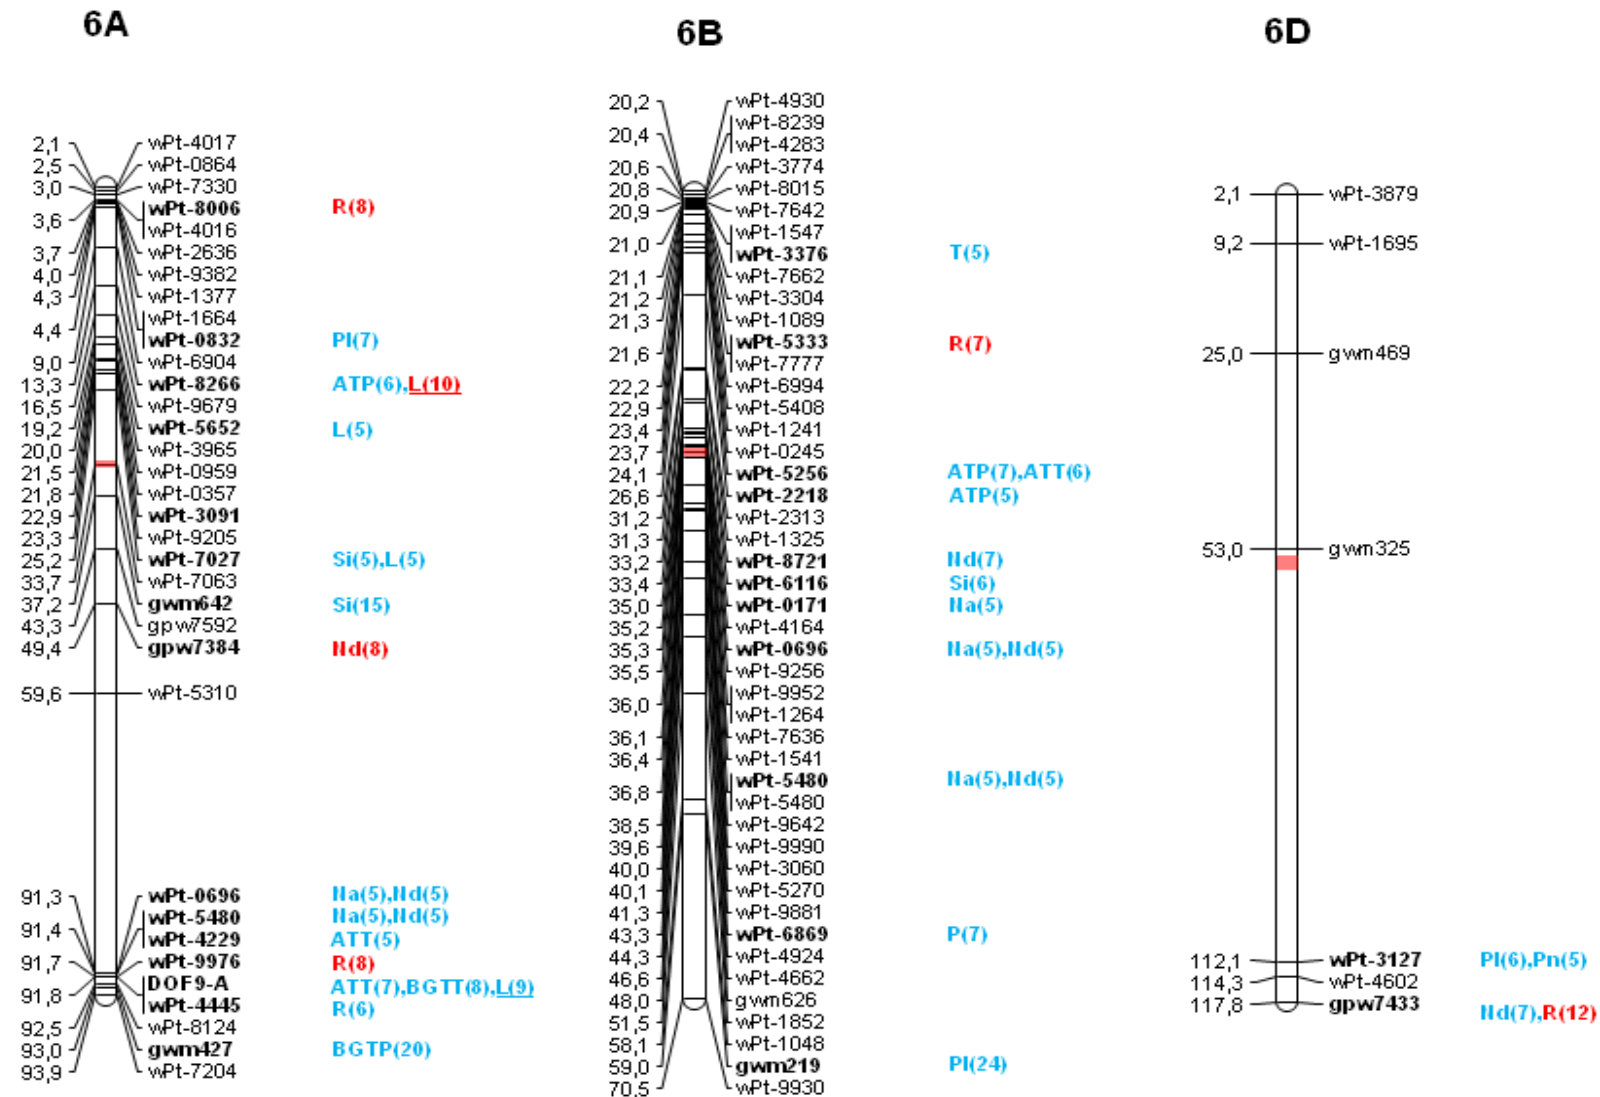 6A
2,1 wPt-4017
2,5 wPt-0864
3,0 wPt-7330
wPt-8006 R(8)
3,6 wPt-4016
3,7 wPt-2636
4,0 wPt-9382
4,3 wPt-1377
wPt-1664
4,4 wPt-0832 Pl(7)
9,0 wPt-6904
13,3 wPt-8266 ATP(6),L(10)
16,5 wPt-9679
19,2 wPt-5652 L(5)
20,0 wPt-3965
21,5 wPt-0959
21,8 wPt-0357
22,9 wPt-3091
23,3 wPt-9205
25,2 wPt-7027 Si(5),L(5)
33,7 wPt-7063
37,2 gwm642 Si(15)
43,3 gpw7592
49,4 gpw7384 Nd(8)
59,6 wPt-5310
91,3 wPt-0696 Na(5),Nd(5)
wPt-5480 Na(5),Nd(5)
91,4 wPt-4229 ATT(5)
91,7 wPt-9976 R(8)
DOF9-A ATT(7),BGTT(8),L(9)
91,8 wPt-4445 R(6)
92,5 wPt-8124
93,0 gwm427 BGTP(20)
93,9 wPt-7204
6B
20,2 wPt-4930
wPt-8239
20,4 wPt-4283
20,6 wPt-3774
20,8 wPt-8015
20,9 wPt-7642
wPt-1547
21,0 wPt-3376 T(5)
21,1 wPt-7662
21,2 wPt-3304
21,3 wPt-1089
wPt-5333 R(7)
21,6 wPt-7777
22,2 wPt-6994
22,9 wPt-5408
23,4 wPt-1241
23,7 wPt-0245
24,1 wPt-5256 ATP(7),ATT(6)
26,6 wPt-2218 ATP(5)
31,2 wPt-2313
31,3 wPt-1325
33,2 wPt-8721 Nd(7)
33,4 wPt-6116 Si(6)
35,0 wPt-0171 Na(5)
35,2 wPt-4164
35,3 wPt-0696 Na(5),Nd(5)
35,5 wPt-9256
wPt-9952
36,0 wPt-1264
36,1 wPt-7636
36,4 wPt-1541
wPt-5480 Na(5),Nd(5)
36,8 wPt-5480
38,5 wPt-9642
39,6 wPt-9990
40,0 wPt-3060
40,1 wPt-5270
41,3 wPt-9881
43,3 wPt-6869 P(7)
44,3 wPt-4924
46,6 wPt-4662
48,0 gwm626
51,5 wPt-1852
58,1 wPt-1048
59,0 gwm219 Pl(24)
70,5 wPt-9930
6D
2,1 wPt-3879
9,2 wPt-1695
25,0 gwm469
53,0 gwm325
112,1 wPt-3127 Pl(6),Pn(5)
114,3 wPt-4602
117,8 gpw7433 Nd(7),R(12)